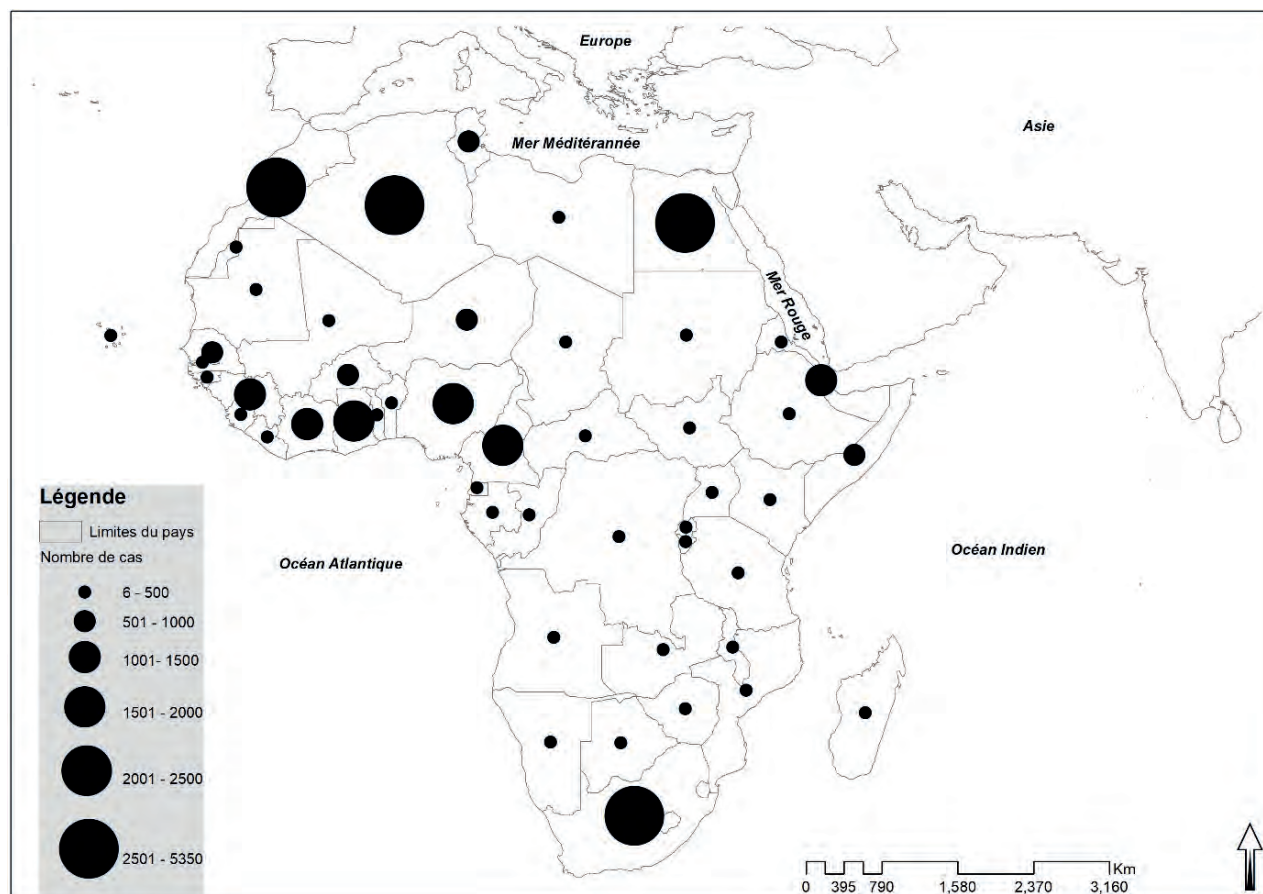 Europe
Asie
Mer Méditérannée
Mer Rouge
Océan Atlantique
Océan Indien
Légende
Limites du pays
Nombre de cas
6 - 500
501 - 1000
1001- 1500
1501 - 2000
2001 - 2500
2501 - 5350
Km
0 395 790 1,580 2,370 3,160